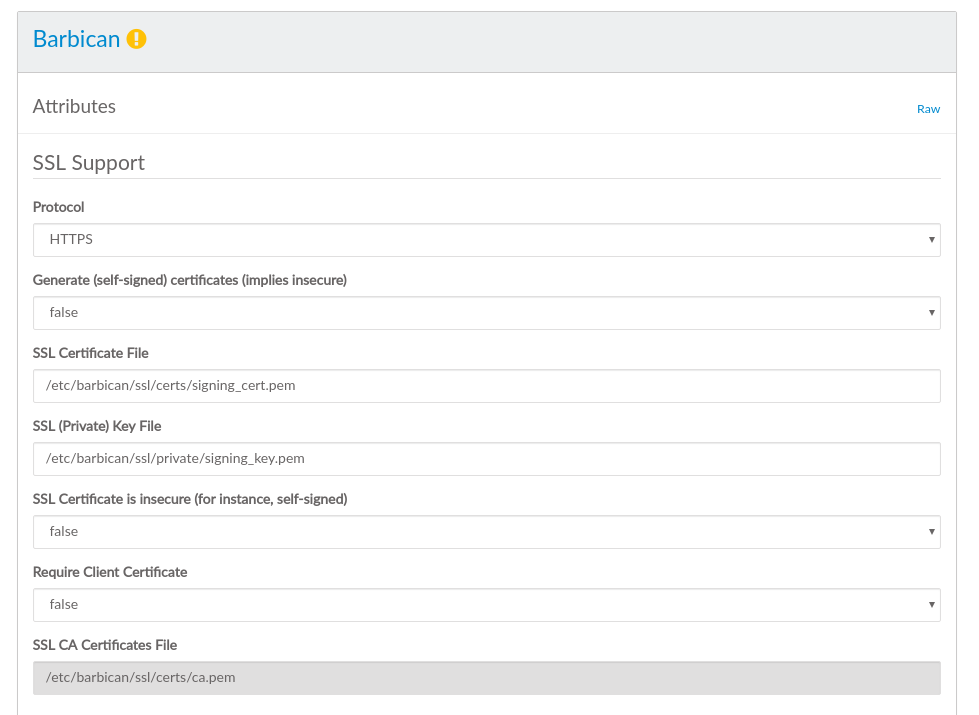 Barbican
Attributes
Raw
SSL Support
Protocol
HTTPS
Generate (self-signed) certificates (implies insecure)
false
SSL Certificate File
/etc/barbican/ssl/certs/signing_cert.pem
SSL (Private) Key File
/etc/barbican/ssl/private/signing_key.pem
SSL Certificate is insecure (for instance, self-signed)
false
Require Client Certificate
false
SSL CA Certificates File
/etc/barbican/ssl/certs/ca.pem